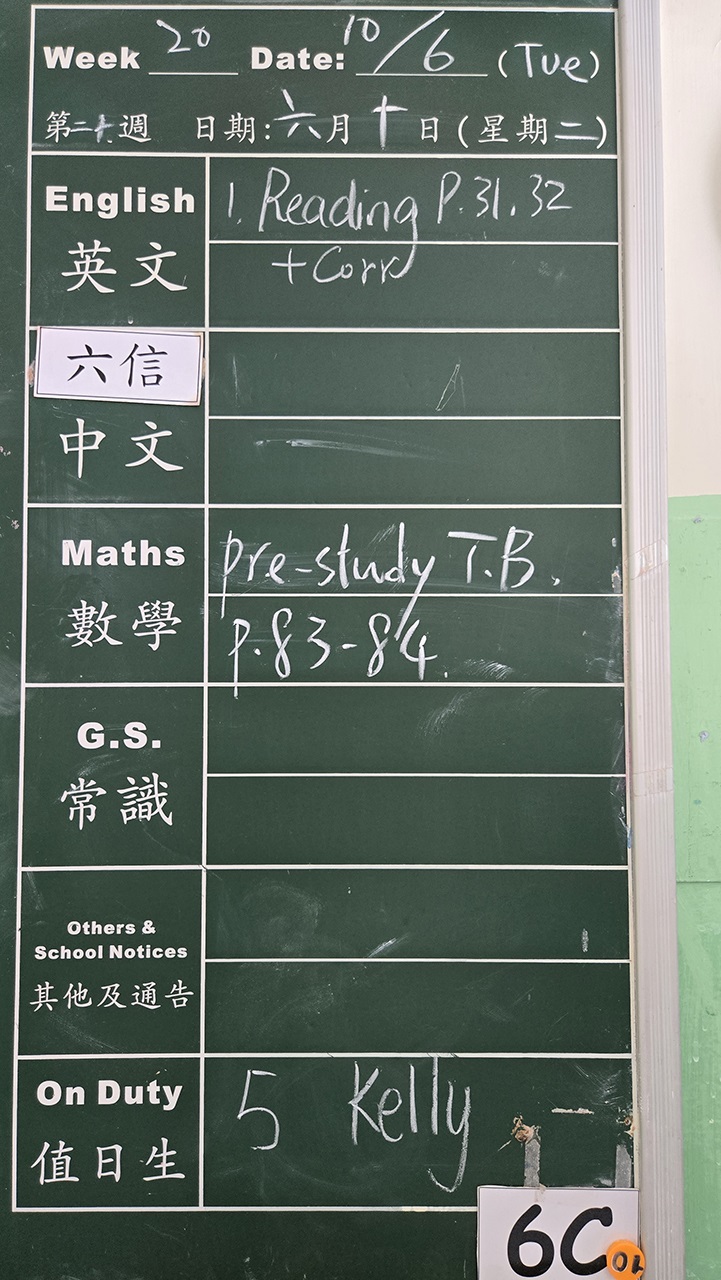 Week 20 Date: 10/6 (Tue)
第二十週 日期:六月十日(星期二)
English
英文
1. Reading P.31, 32
+ Corr
六信
中文
Maths
數學
pre-study T.B.
P.83-84.
G.S.
常識
Others &
School Notices
其他及通告
On Duty
值日生
5 Kelly
6C
01